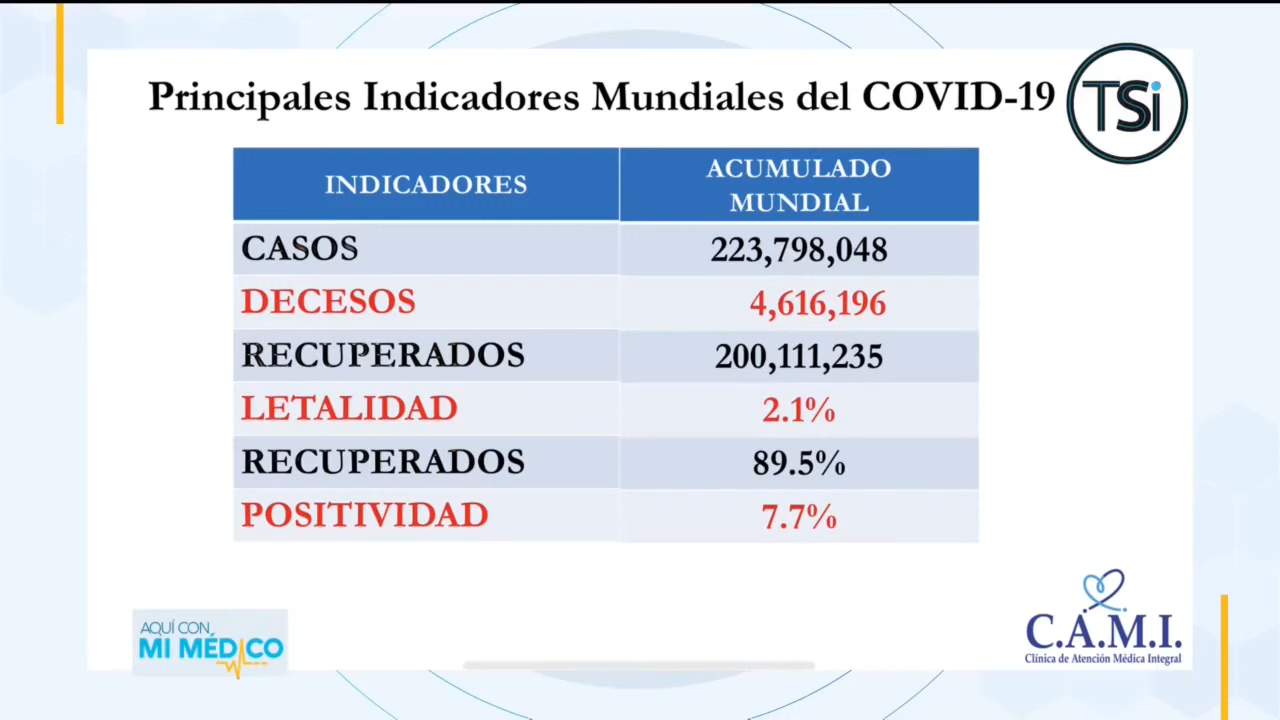 Principales Indicadores Mundiales del COVID-19
TSi
INDICADORES
ACUMULADO
MUNDIAL
CASOS
223,798,048
DECESOS
4,616,196
RECUPERADOS
200,111,235
LETALIDAD
2.1%
RECUPERADOS
89.5%
POSITIVIDAD
7.7%
AQUÍ CON
MI MÉDICO
C.A.M.I.
Clínica de Atención Médica Integral